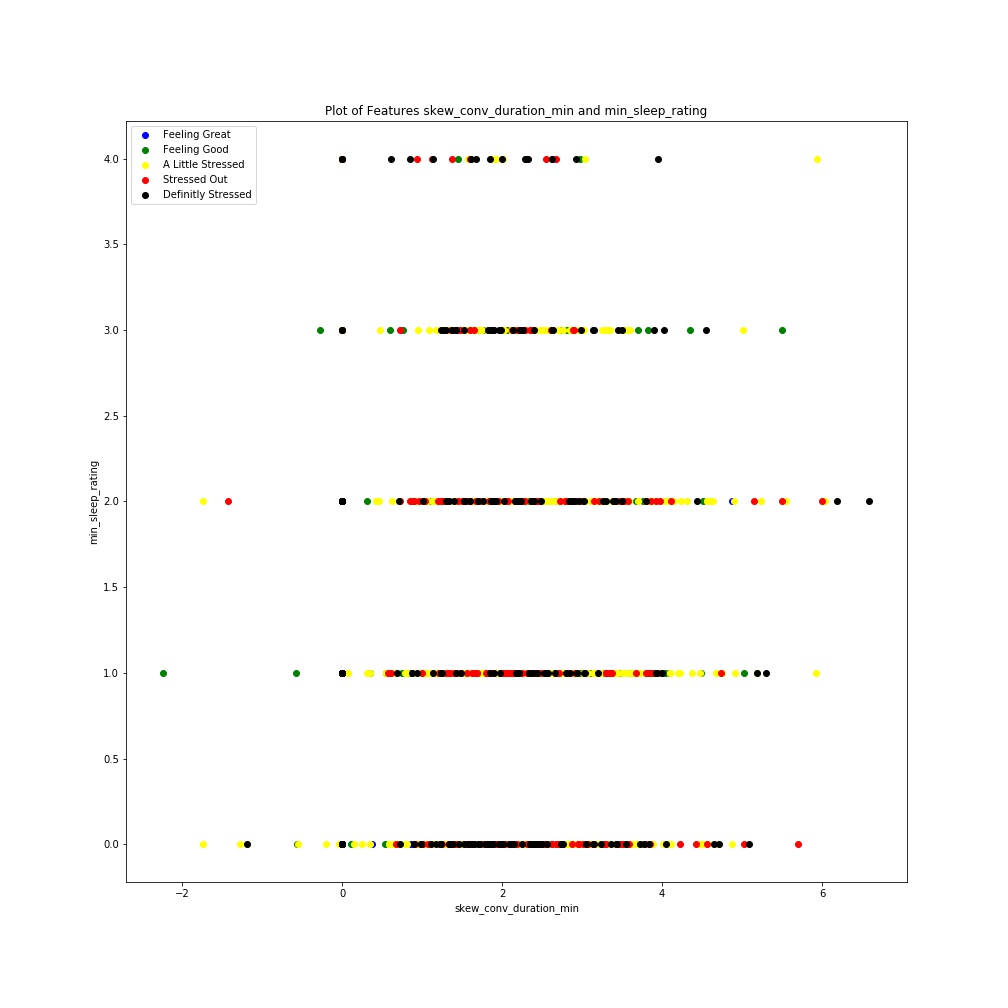 Plot of Features skew_conv_duration_min and min_sleep_rating
Feeling Great
Feeling Good
A Little Stressed
Stressed Out
Definitly Stressed
4.0
3.5
3.0
2.5
2.0
1.5
1.0
0.5
0.0
min_sleep_rating
−2
0
2
4
6
skew_conv_duration_min